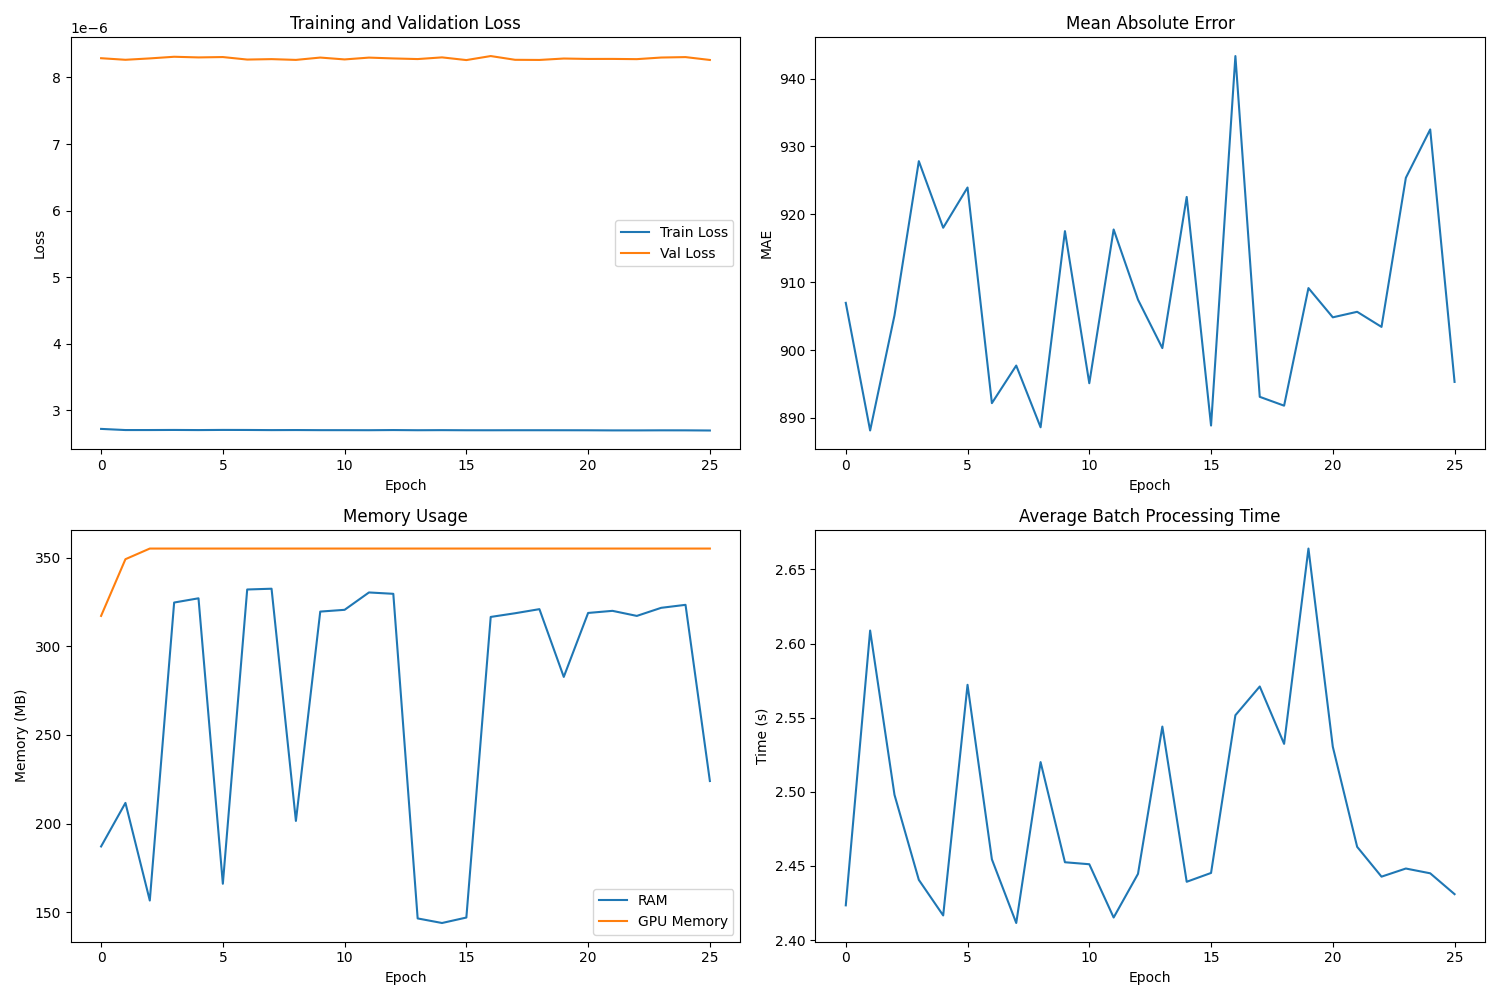 Training and Validation Loss
1e−6
8
7
6
5
4
3
Loss
Train Loss
Val Loss
0 5 10 15 20 25
Epoch
Mean Absolute Error
940
930
920
910
900
890
MAE
0 5 10 15 20 25
Epoch
Memory Usage
350
300
250
200
150
Memory (MB)
RAM
GPU Memory
0 5 10 15 20 25
Epoch
Average Batch Processing Time
2.65
2.60
2.55
2.50
2.45
2.40
Time (s)
0 5 10 15 20 25
Epoch